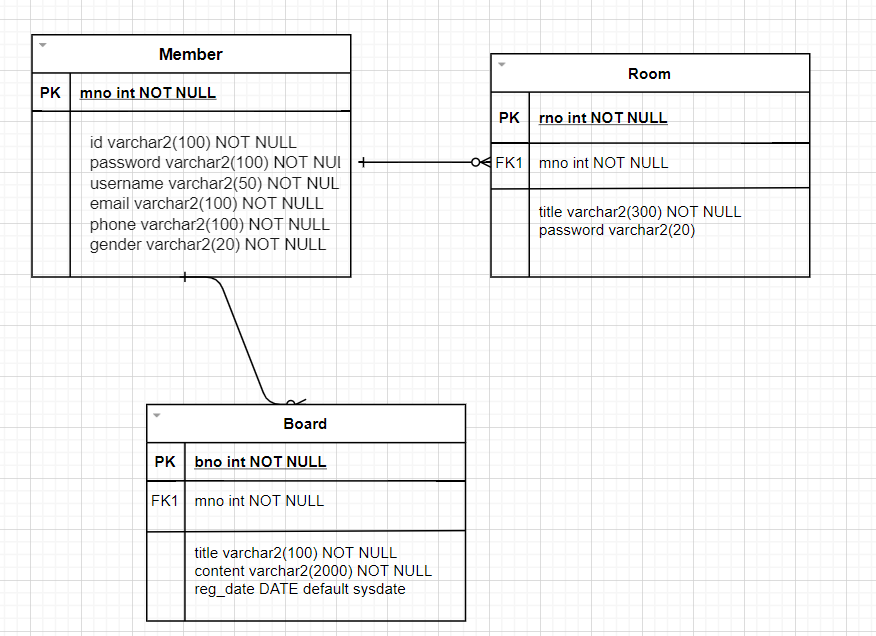 Member
PK mno int NOT NULL
id varchar2(100) NOT NULL
password varchar2(100) NOT NUI
username varchar2(50) NOT NUL
email varchar2(100) NOT NULL
phone varchar2(100) NOT NULL
gender varchar2(20) NOT NULL
Room
PK rno int NOT NULL
FK1 mno int NOT NULL
title varchar2(300) NOT NULL
password varchar2(20)
Board
PK bno int NOT NULL
FK1 mno int NOT NULL
title varchar2(100) NOT NULL
content varchar2(2000) NOT NULL
reg_date DATE default sysdate